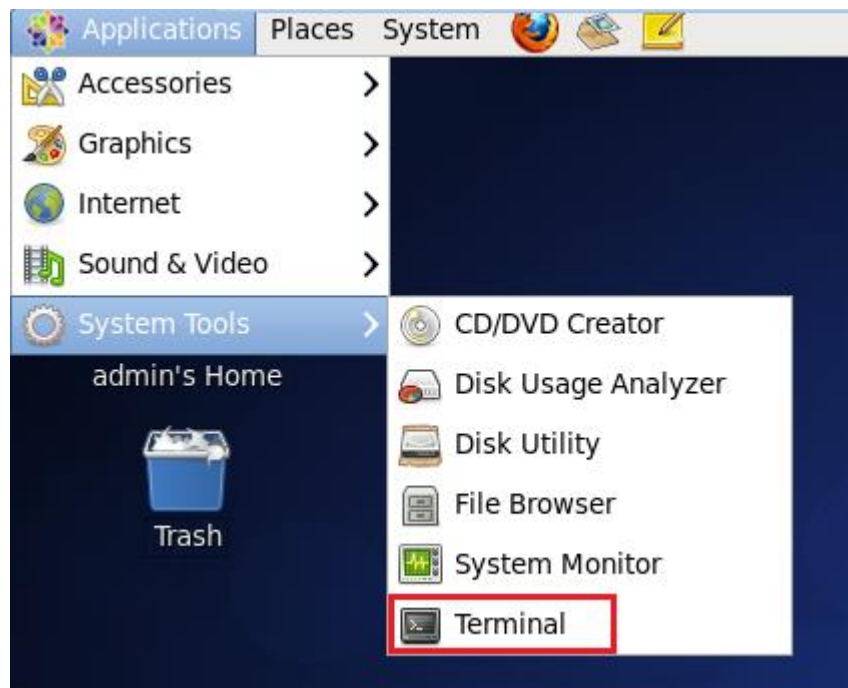 Applications Places System
Accessories
Graphics
Internet
Sound & Video
System Tools
CD/DVD Creator
Disk Usage Analyzer
Disk Utility
File Browser
System Monitor
Terminal
admin's Home
Trash